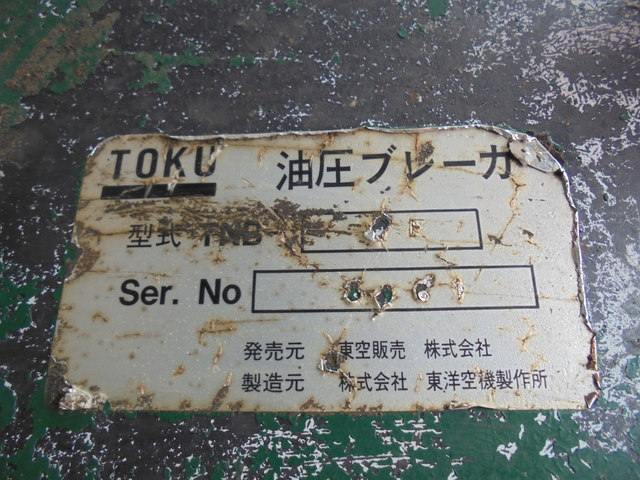 TOKU
油圧ブレーカ
型式 TNB
Ser. No
発売元 東空販売 株式会社
製造元 株式会社 東洋空機製作所